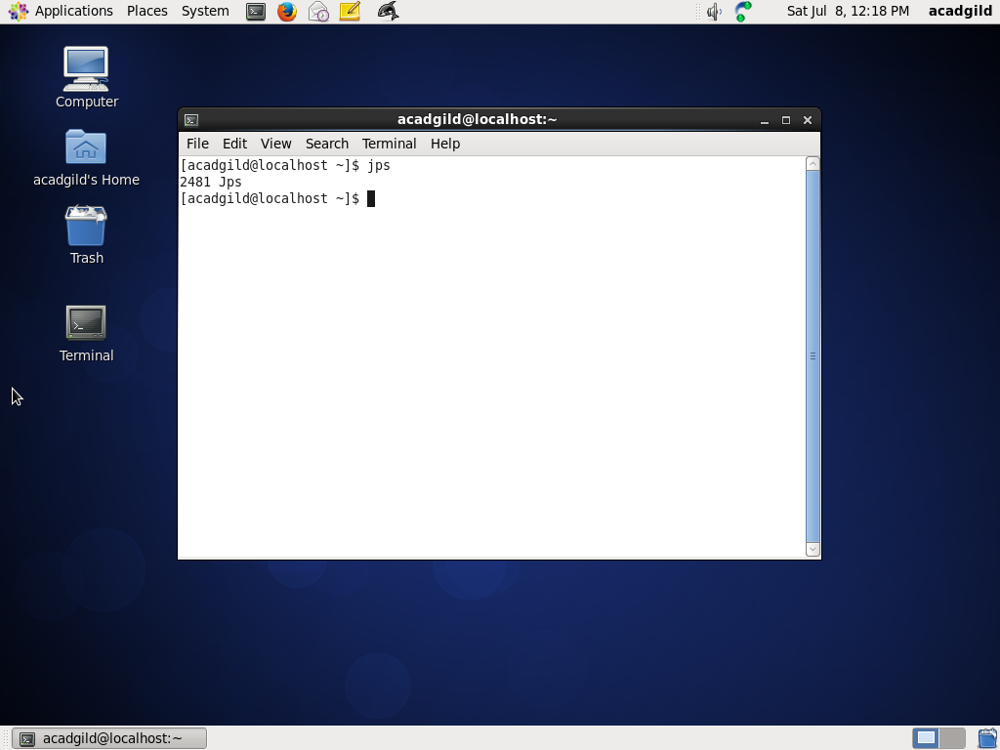 Applications Places System
Sat Jul 8, 12:18 PM acadgild
Computer
acadgild's Home
Trash
Terminal
acadgild@localhost:~
File Edit View Search Terminal Help
[acadgild@localhost ~]$ jps
2481 Jps
[acadgild@localhost ~]$
acadgild@localhost:~